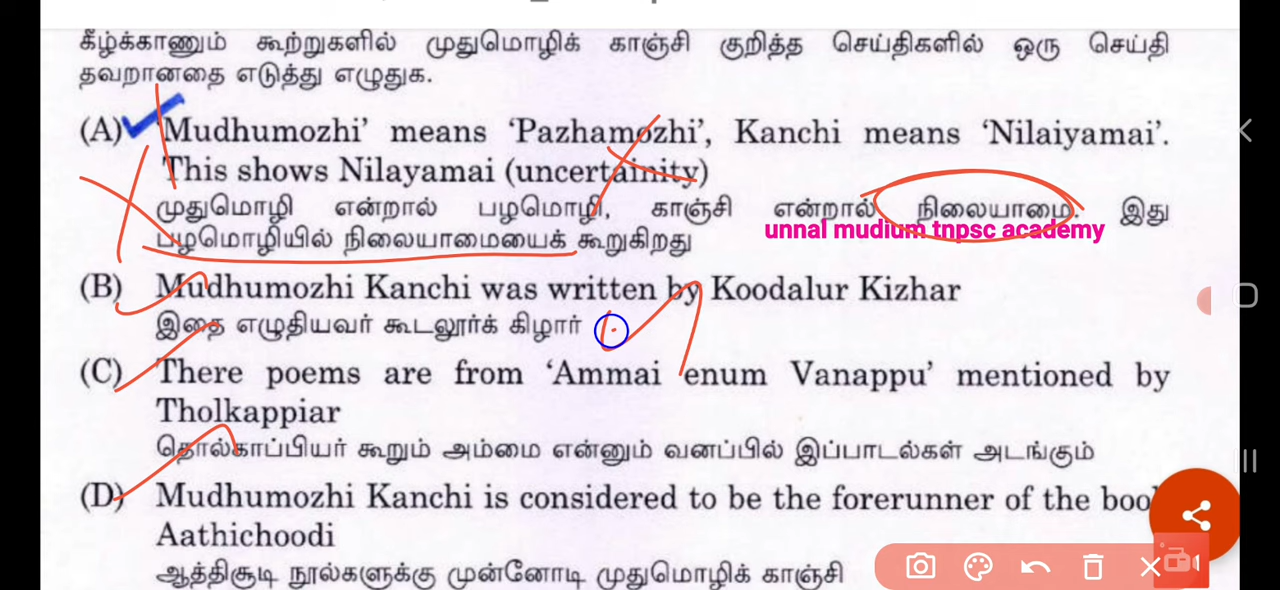 கீழ்க்காணும் கூற்றுகளில் முதுமொழிக் காஞ்சி குறித்த செய்திகளில் ஒரு செய்தி
தவறானதை எடுத்து எழுதுக.
(A) 'Mudhumozhi' means 'Pazhamozhi', Kanchi means 'Nilaiyamai'.
This shows Nilayamai (uncertainity)
முதுமொழி என்றால் பழமொழி, காஞ்சி என்றால் நிலையாமை. இது
unnal mudium tnpsc academy
பழமொழியில் நிலையாமையைக் கூறுகிறது
(B) Mudhumozhi Kanchi was written by Koodalur Kizhar
இதை எழுதியவர் கூடலூர்க் கிழார்
(C) There poems are from 'Ammai enum Vanappu' mentioned by
Tholkappiar
தொல்காப்பியர் கூறும் அம்மை என்னும் வனப்பில் இப்பாடல்கள் அடங்கும்
(D) Mudhumozhi Kanchi is considered to be the forerunner of the
Aathichoodi
ஆத்திசூடி நூல்களுக்கு முன்னோடி முதுமொழிக் காஞ்சி